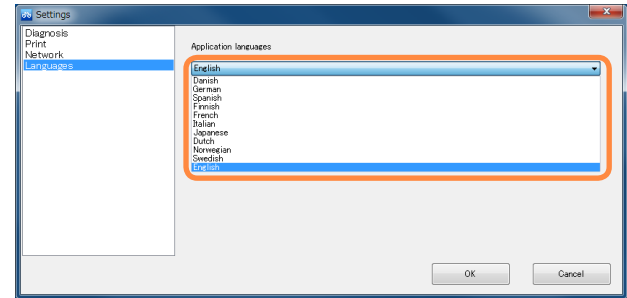 Settings
Diagnosis
Print
Network
Languages
Application languages
English
Danish
German
Spanish
Finnish
French
Italian
Japanese
Dutch
Norwegian
Swedish
English
OK
Cancel